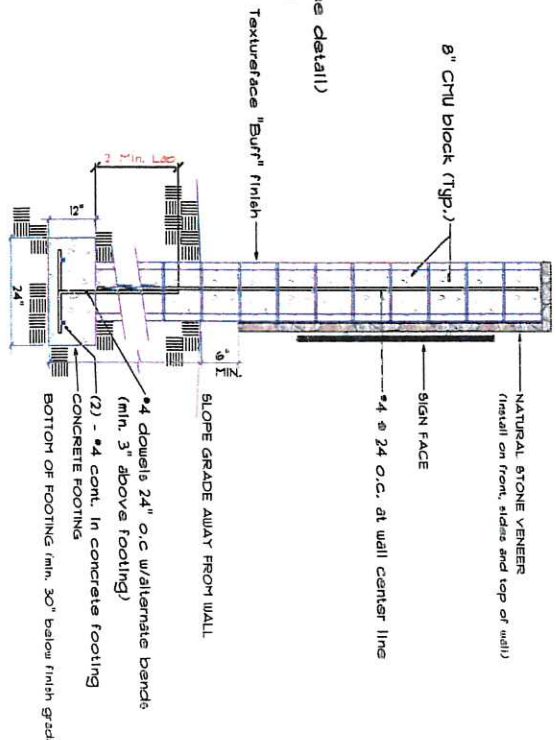 e detail)
8" CMU block (Typ.)
Textureface "Buff" finish
NATURAL STONE VENEER
(Install on front, sides and top of wall)
SIGN FACE
#4 @ 24 o.c. at wall center line
6" MIN.
SLOPE GRADE AWAY FROM WALL
Min. Lap
12"
24"
#4 dowels 24" o.c w/alternate bends
(min. 3" above footing)
(2) - #4 cont. in concrete footing
CONCRETE FOOTING
BOTTOM OF FOOTING (min. 30" below finish grad